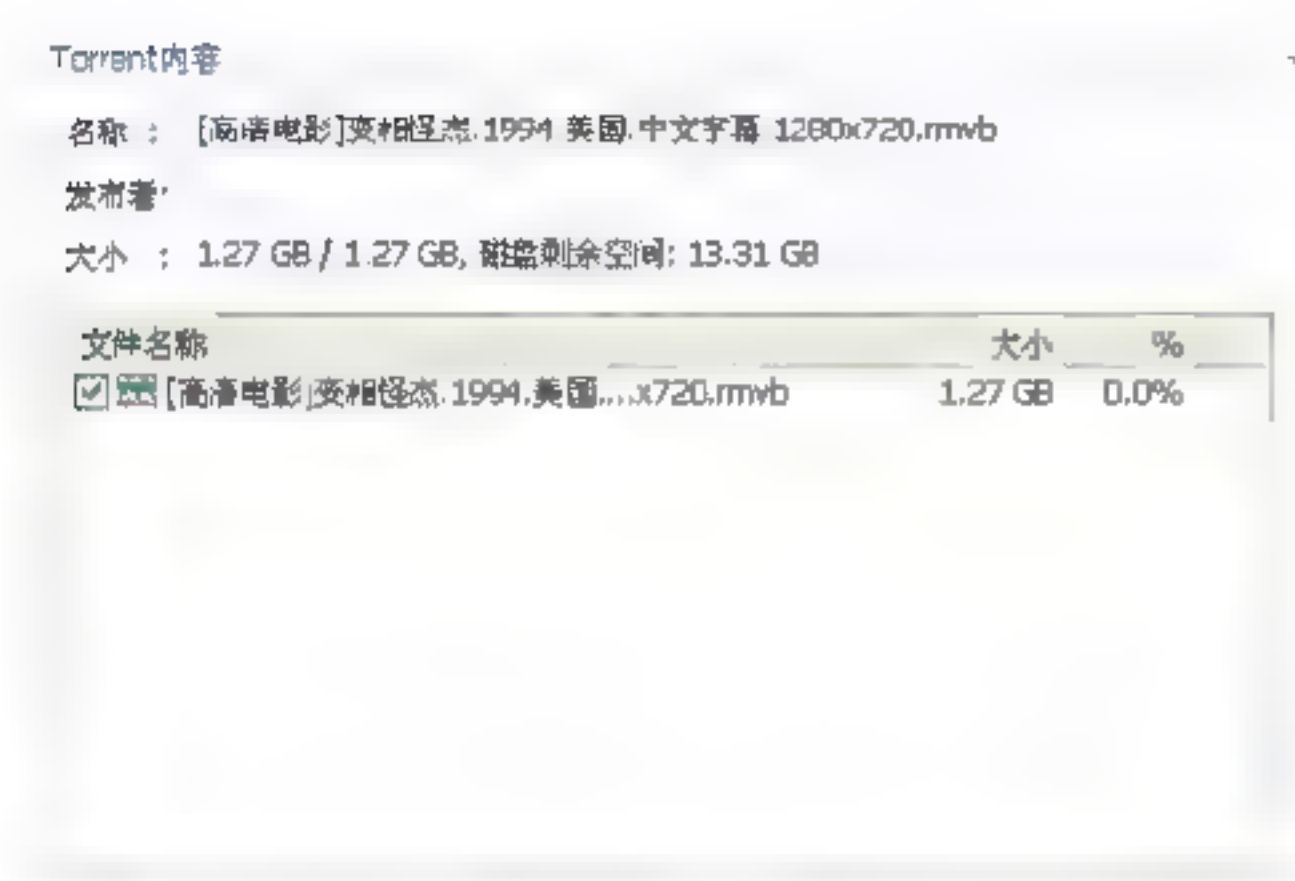 Torrent内容
名称 : [高清电影]变相怪杰.1994.美国.中文字幕.1280x720.rmvb
发布者:
大小 : 1.27 GB / 1.27 GB, 磁盘剩余空间: 13.31 GB
文件名称 大小 %
[高清电影]变相怪杰.1994.美国....x720.rmvb 1.27 GB 0.0%